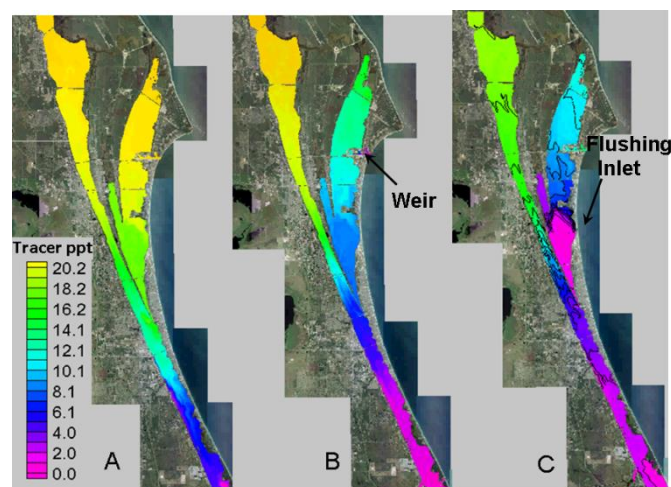 Weir
Flushing
Inlet
Tracer ppt
20.2
18.2
16.2
14.1
12.1
10.1
8.1
6.1
4.0
2.0
0.0
A
B
C